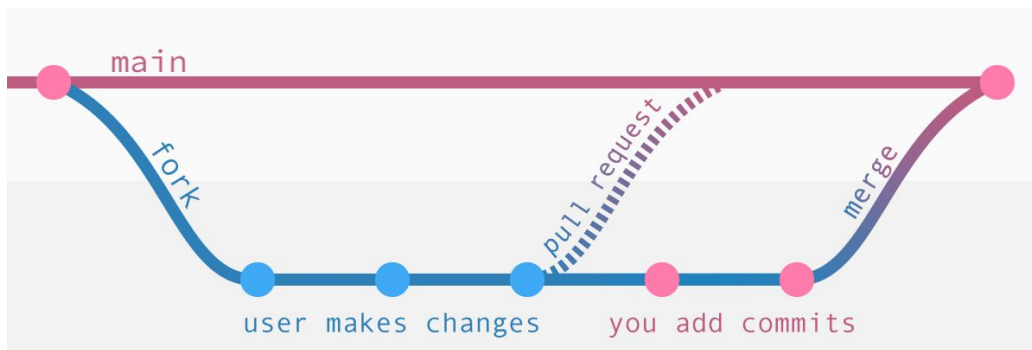 main
fork
pull request
merge
user makes changes
you add commits